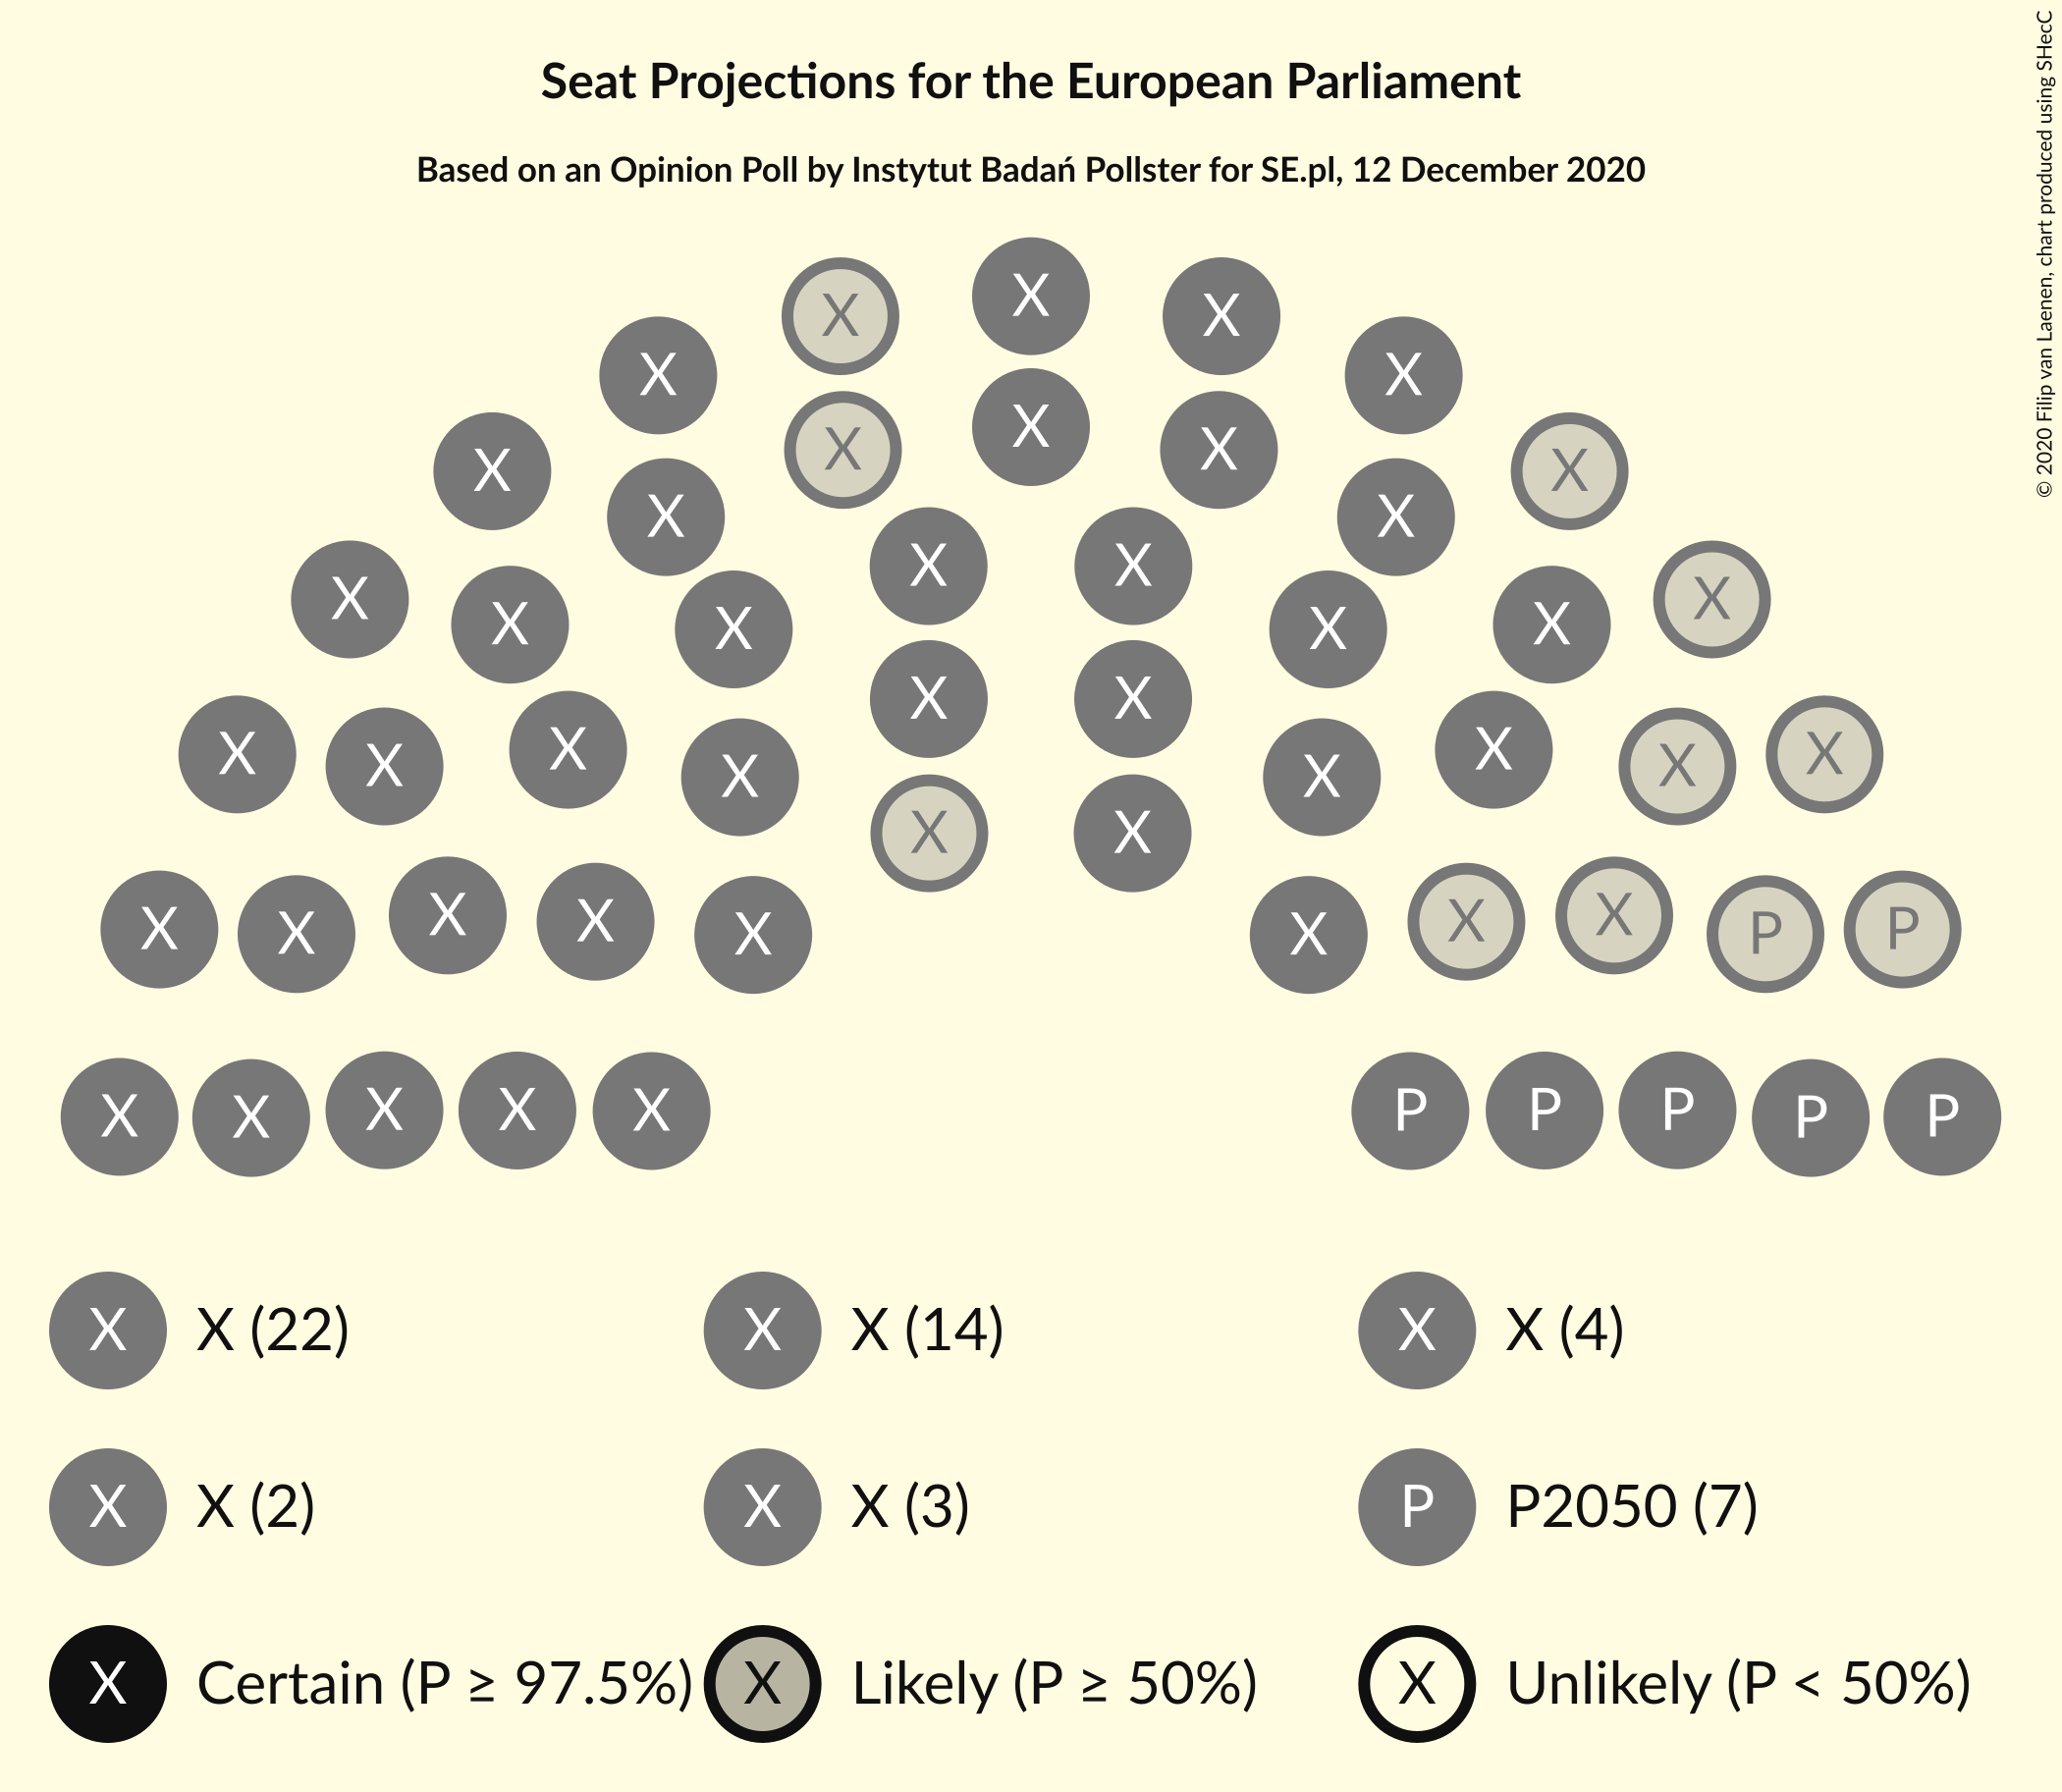 © 2020 Filip van Laenen, chart produced using SHecC
Seat Projections for the European Parliament
Based on an Opinion Poll by Instytut Badań Pollster for SE.pl, 12 December 2020
X X X
X X
X X X
X X
X X
X X
X X X X X X
X X
X X X X X X X X
X X
X X X X X X X X P P
X X X X X P P P P P
X X (22) X X (14) X X (4)
X X (2) X X (3) P P2050 (7)
X Certain (P ≥ 97.5%) X Likely (P ≥ 50%) X Unlikely (P < 50%)